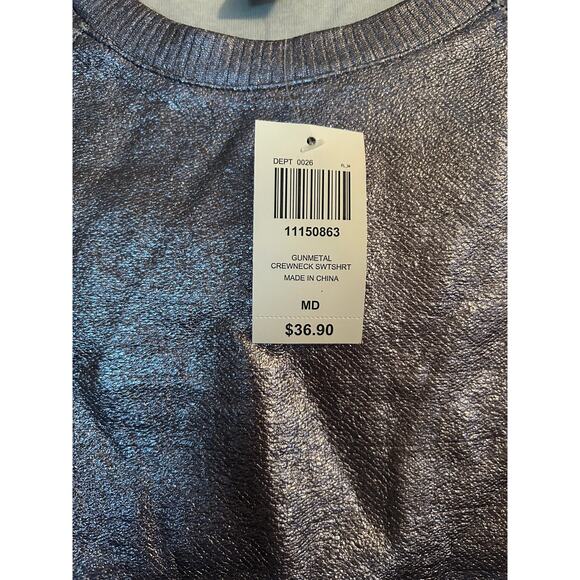 DEPT 0026
11150863
GUNMETAL
CREWNECK SWTSHRT
MADE IN CHINA
MD
$36.90